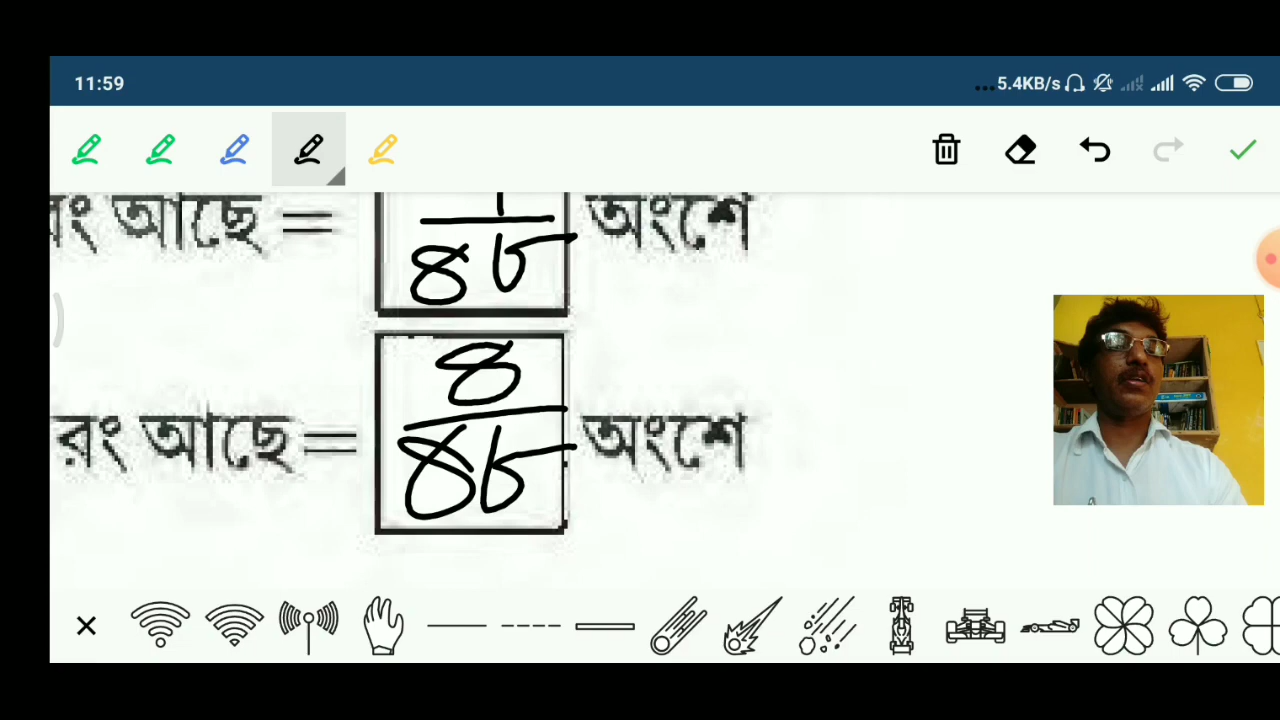 11:59 ...5.4KB/s
রং আছে = অংশে
৪৮
৪
রং আছে = অংশে
৪৮